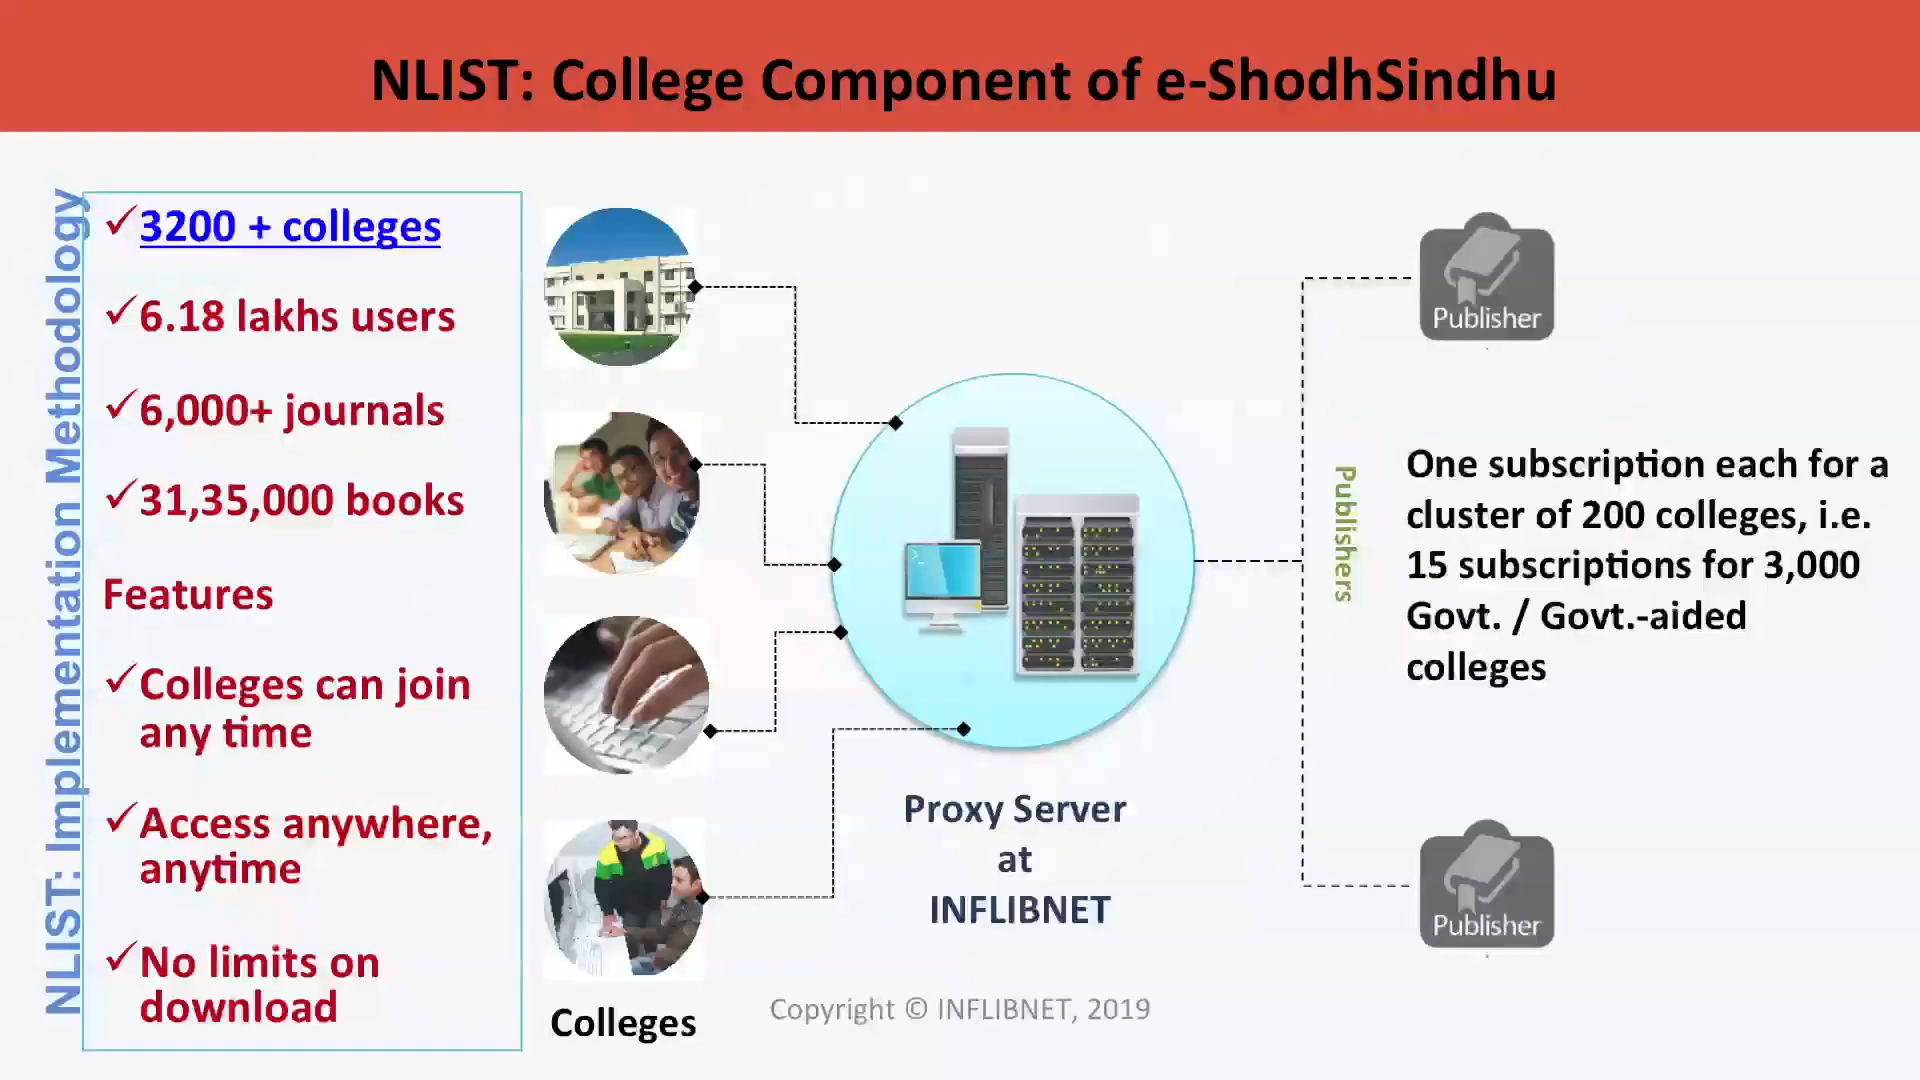 NLIST: College Component of e-ShodhSindhu
NLIST: Implementation Methodology
✓3200 + colleges
✓6.18 lakhs users
✓6,000+ journals
✓31,35,000 books
Features
✓Colleges can join
any time
✓Access anywhere,
anytime
✓No limits on
download
Colleges
Proxy Server
at
INFLIBNET
Publishers
Publisher
One subscription each for a
cluster of 200 colleges, i.e.
15 subscriptions for 3,000
Govt. / Govt.-aided
colleges
Publisher
Copyright © INFLIBNET, 2019